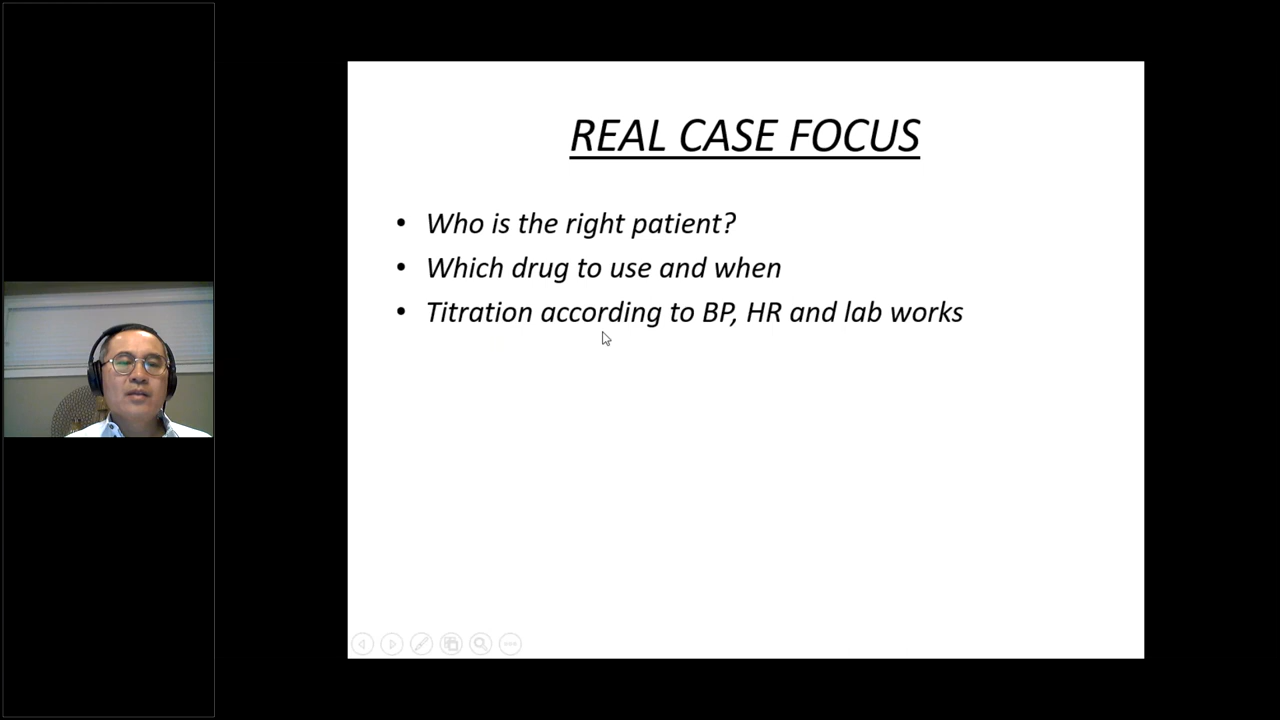 REAL CASE FOCUS
• Who is the right patient?
• Which drug to use and when
• Titration according to BP, HR and lab works